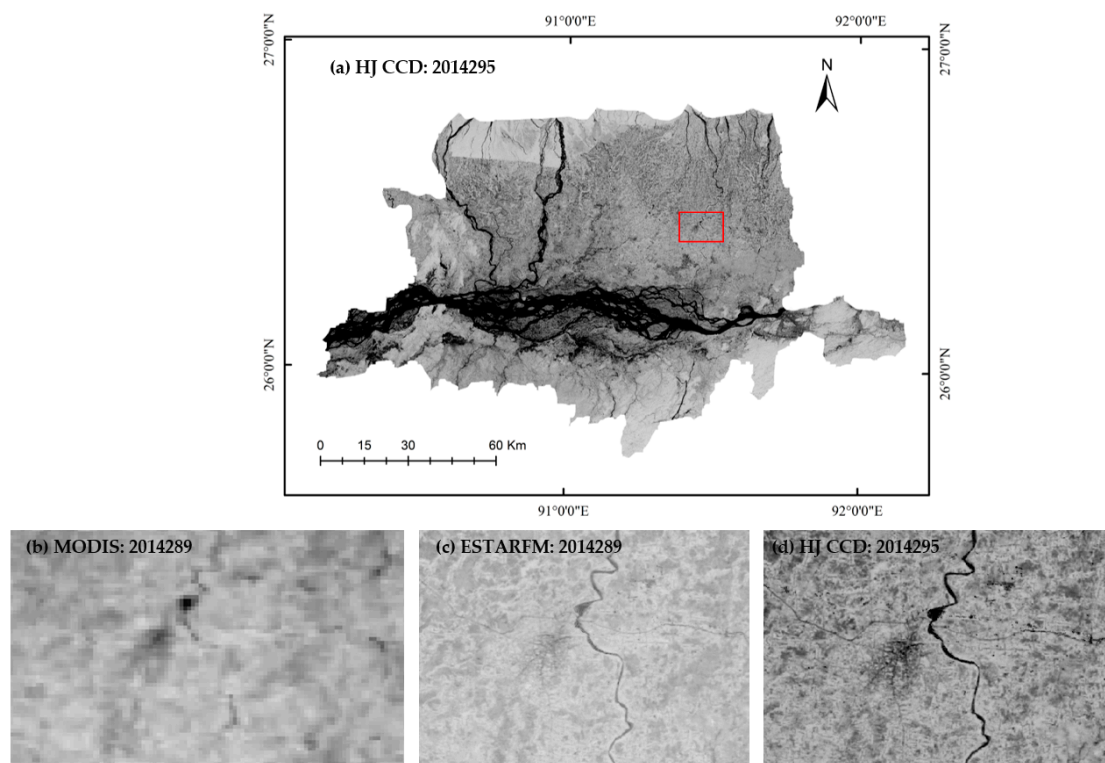 91°0'0"E 92°0'0"E
27°0'0"N 27°0'0"N
(a) HJ CCD: 2014295
N
26°0'0"N 26°0'0"N
0 15 30 60 Km
91°0'0"E 92°0'0"E
(b) MODIS: 2014289
(c) ESTARFM: 2014289
(d) HJ CCD: 2014295